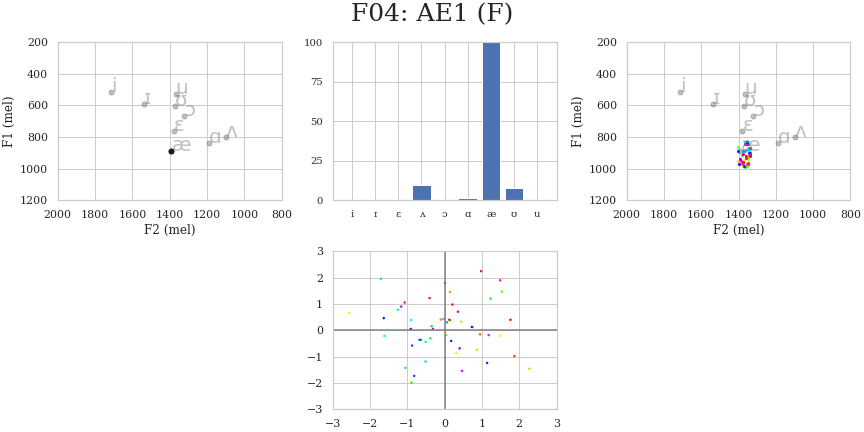 F04: AE1 (F)
200
400
600
800
1000
1200
F1 (mel)
2000 1800 1600 1400 1200 1000 800
F2 (mel)
i
ɪ
u
ʊ
ɔ
ɛ
æ
ɑ
ʌ
100
75
50
25
0
i ɪ ɛ ʌ ɔ ɑ æ ʊ u
200
400
600
800
1000
1200
F1 (mel)
2000 1800 1600 1400 1200 1000 800
F2 (mel)
i
ɪ
u
ʊ
ɔ
ɛ
æ
ɑ
ʌ
3
2
1
0
−1
−2
−3
−3 −2 −1 0 1 2 3